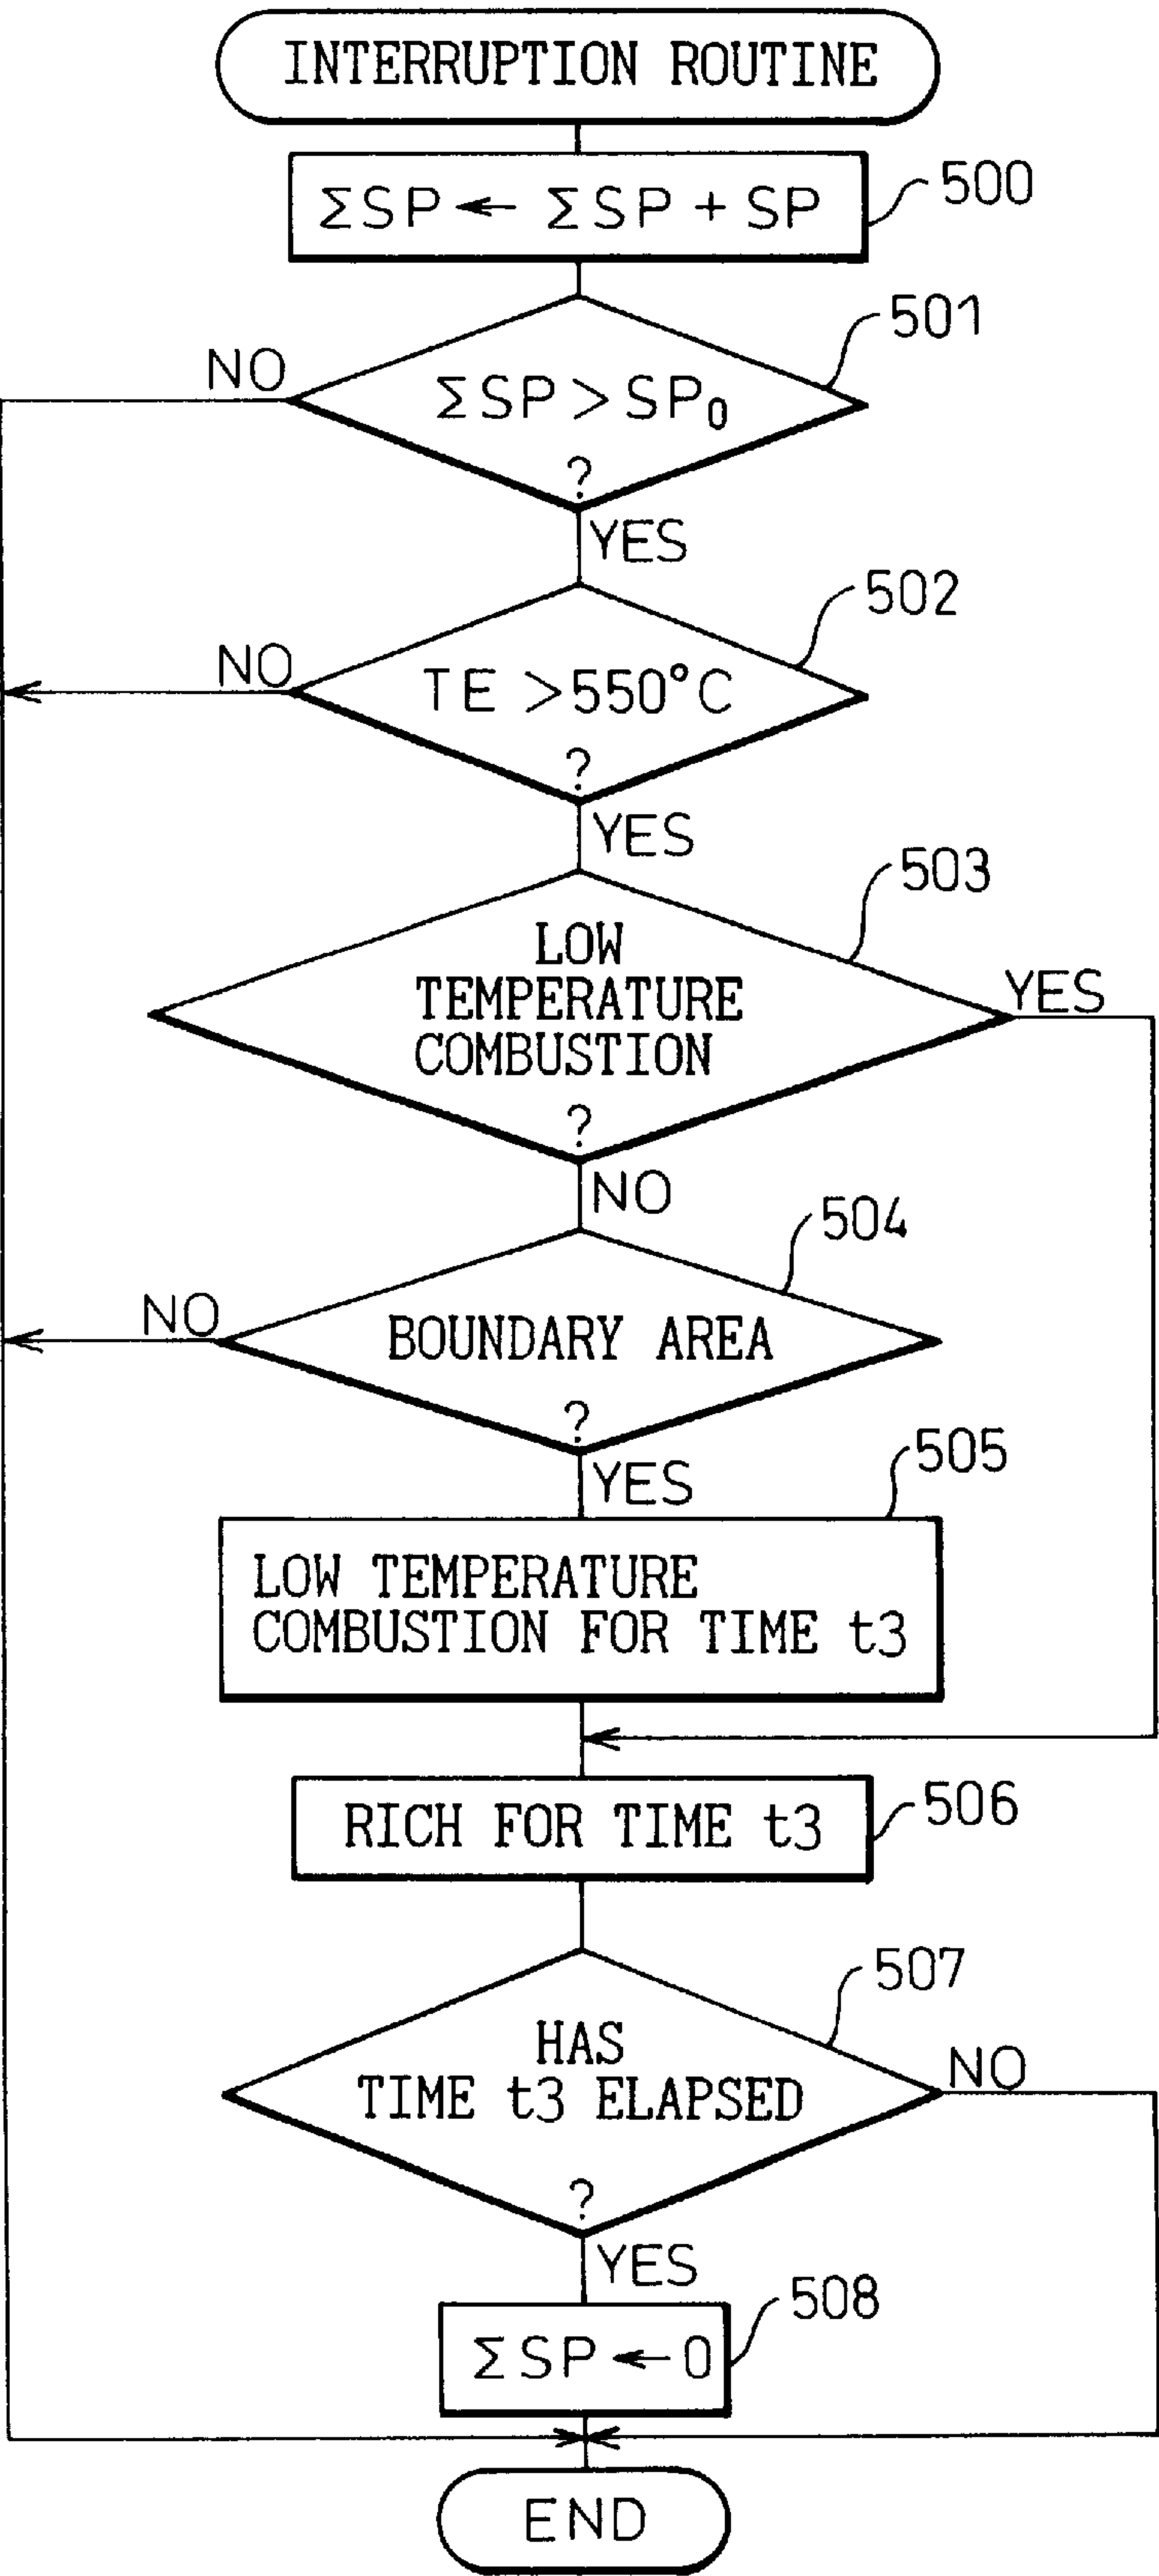 INTERRUPTION ROUTINE
ΣSP ← ΣSP + SP
500
501
NO
ΣSP > SP₀
?
YES
502
NO
TE > 550°C
?
YES
503
LOW
TEMPERATURE
COMBUSTION
?
YES
NO
504
NO
BOUNDARY AREA
?
YES
505
LOW TEMPERATURE
COMBUSTION FOR TIME t3
RICH FOR TIME t3
506
507
HAS
TIME t3 ELAPSED
?
NO
YES
508
ΣSP ← 0
END